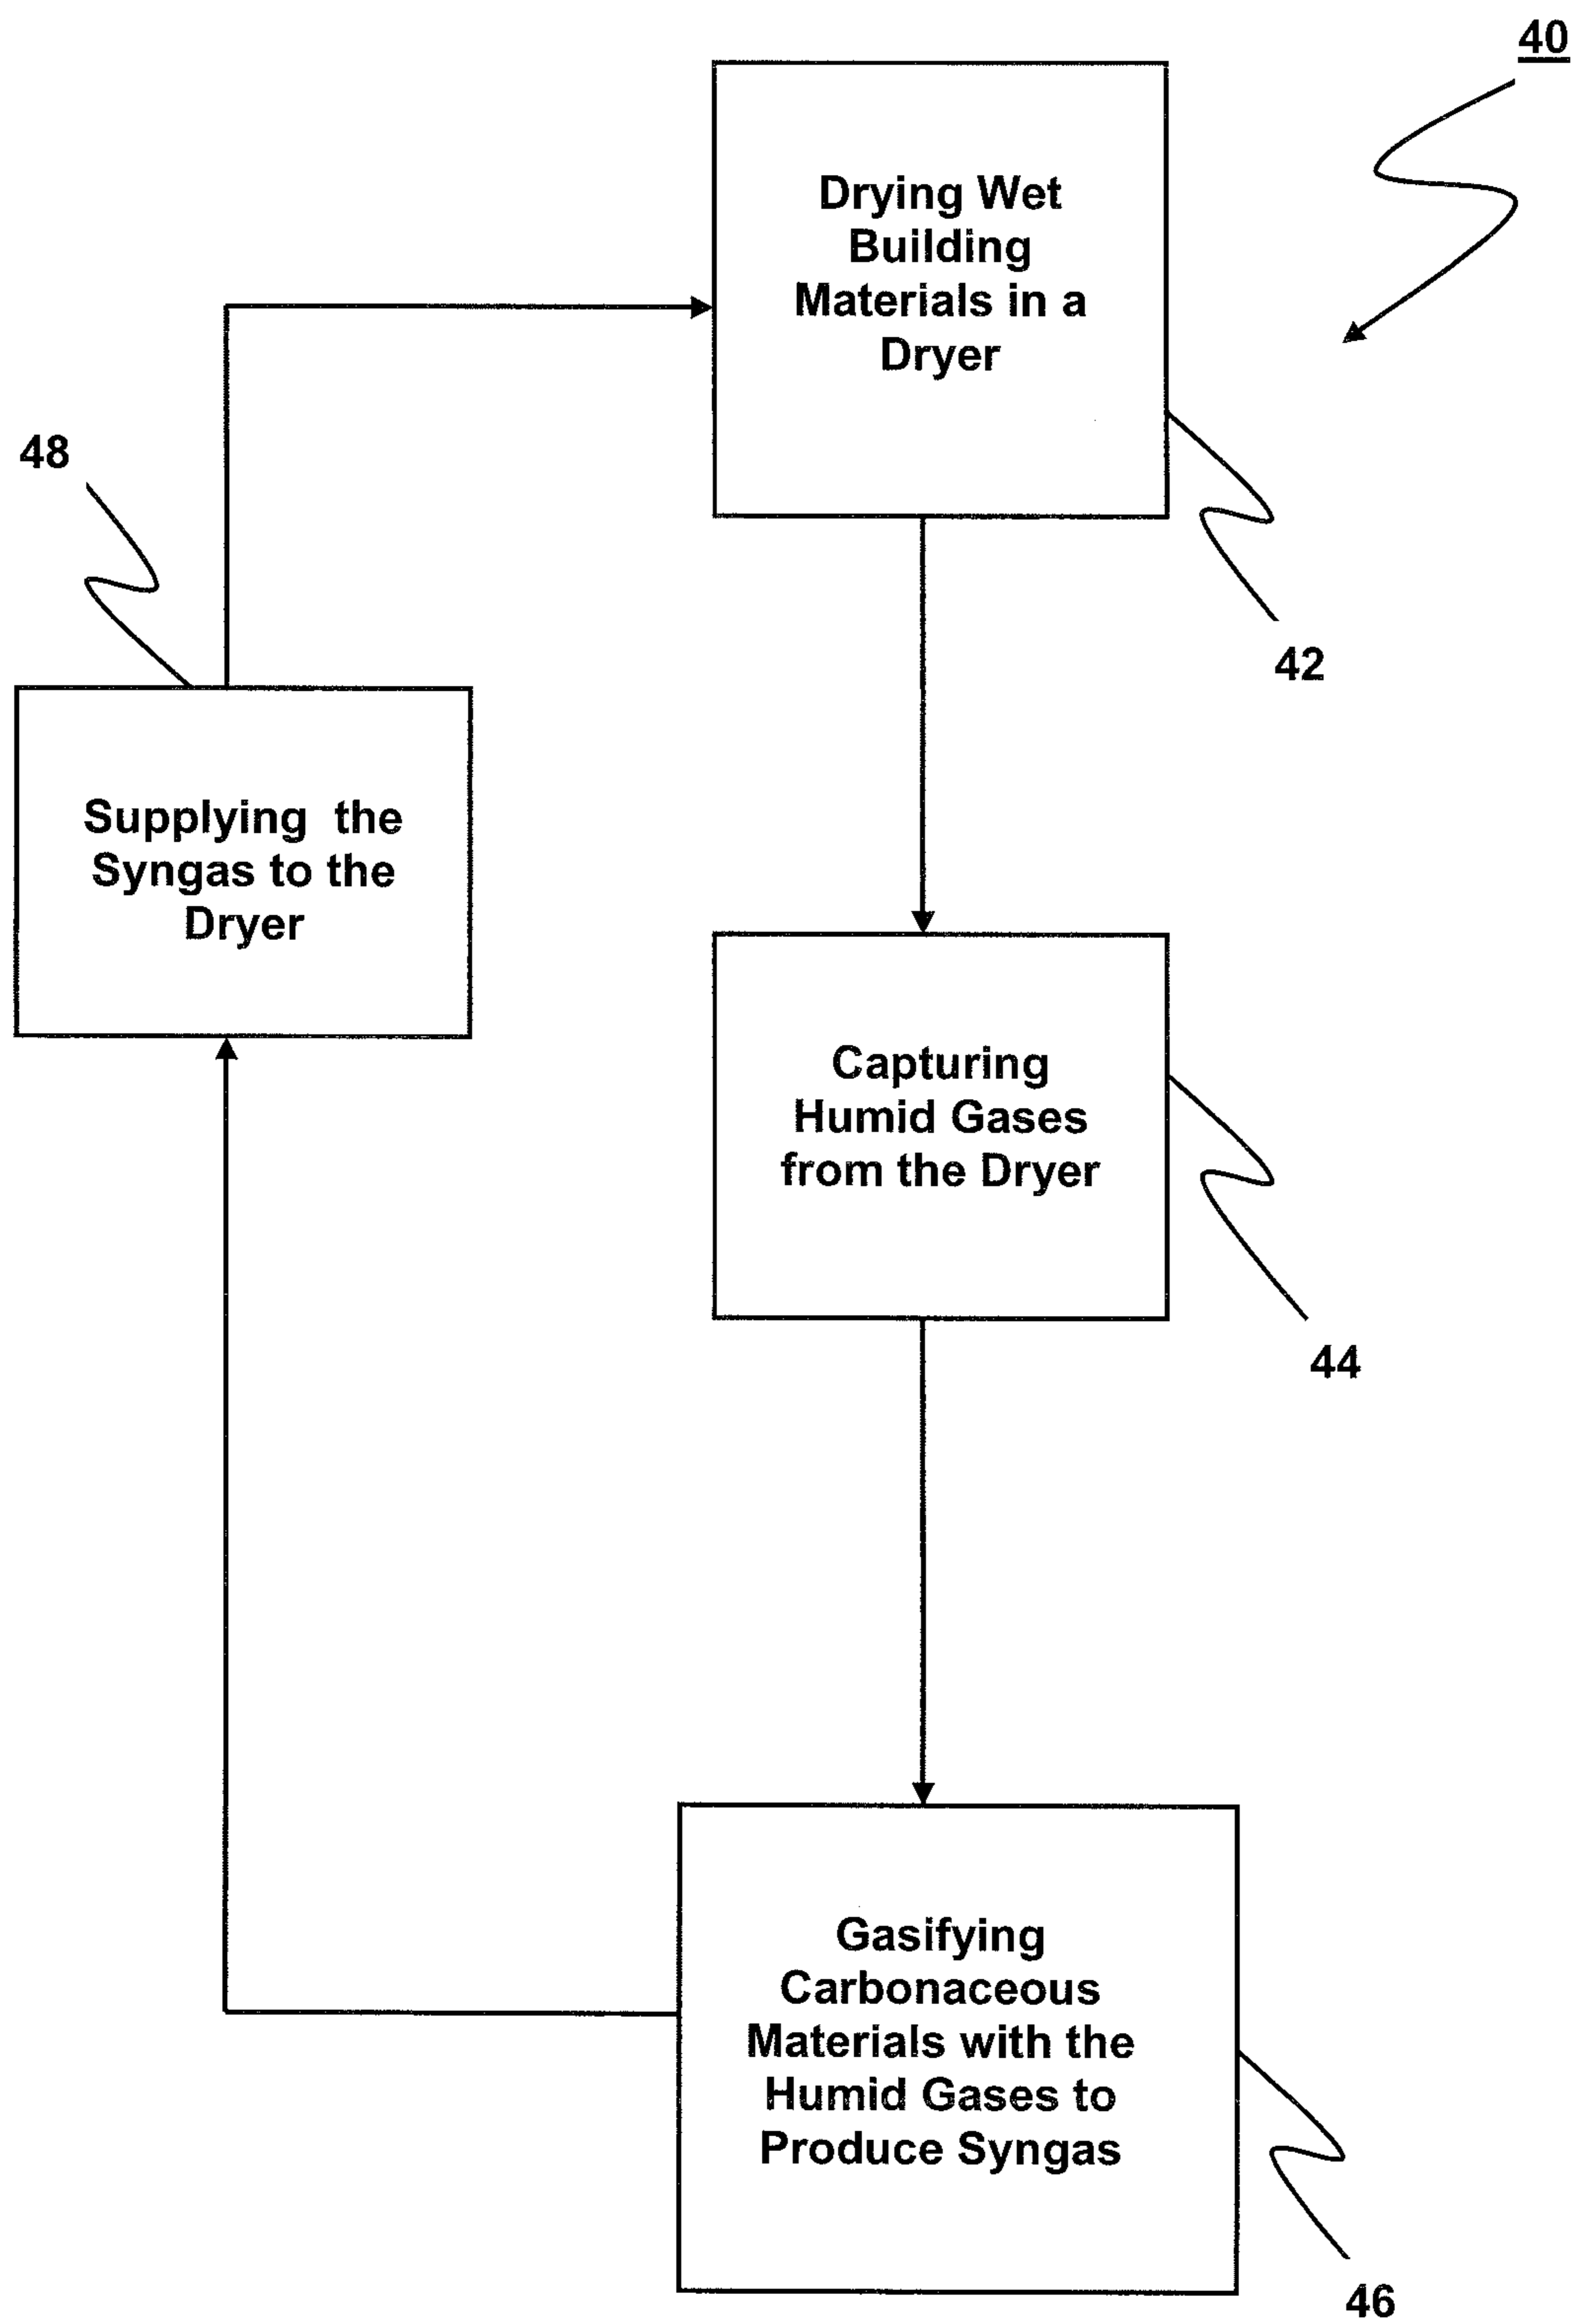 40
Drying Wet
Building
Materials in a
Dryer
42
48
Supplying the
Syngas to the
Dryer
Capturing
Humid Gases
from the Dryer
44
Gasifying
Carbonaceous
Materials with the
Humid Gases to
Produce Syngas
46